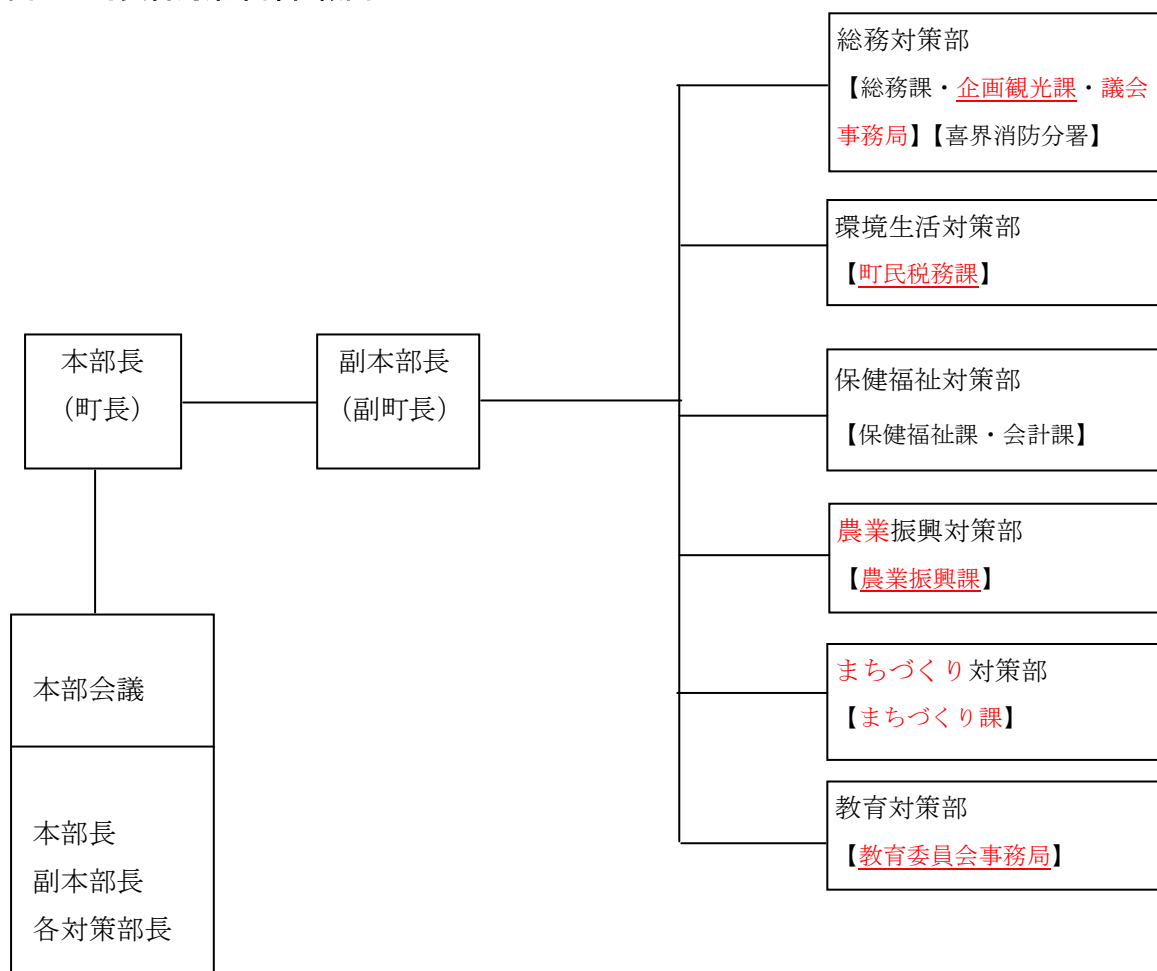 総務対策部
【総務課・企画観光課・議会
事務局】【喜界消防分署】
環境生活対策部
【町民税務課】
本部長
（町長）
副本部長
（副町長）
保健福祉対策部
【保健福祉課・会計課】
農業振興対策部
【農業振興課】
まちづくり対策部
【まちづくり課】
教育対策部
【教育委員会事務局】
本部会議
本部長
副本部長
各対策部長